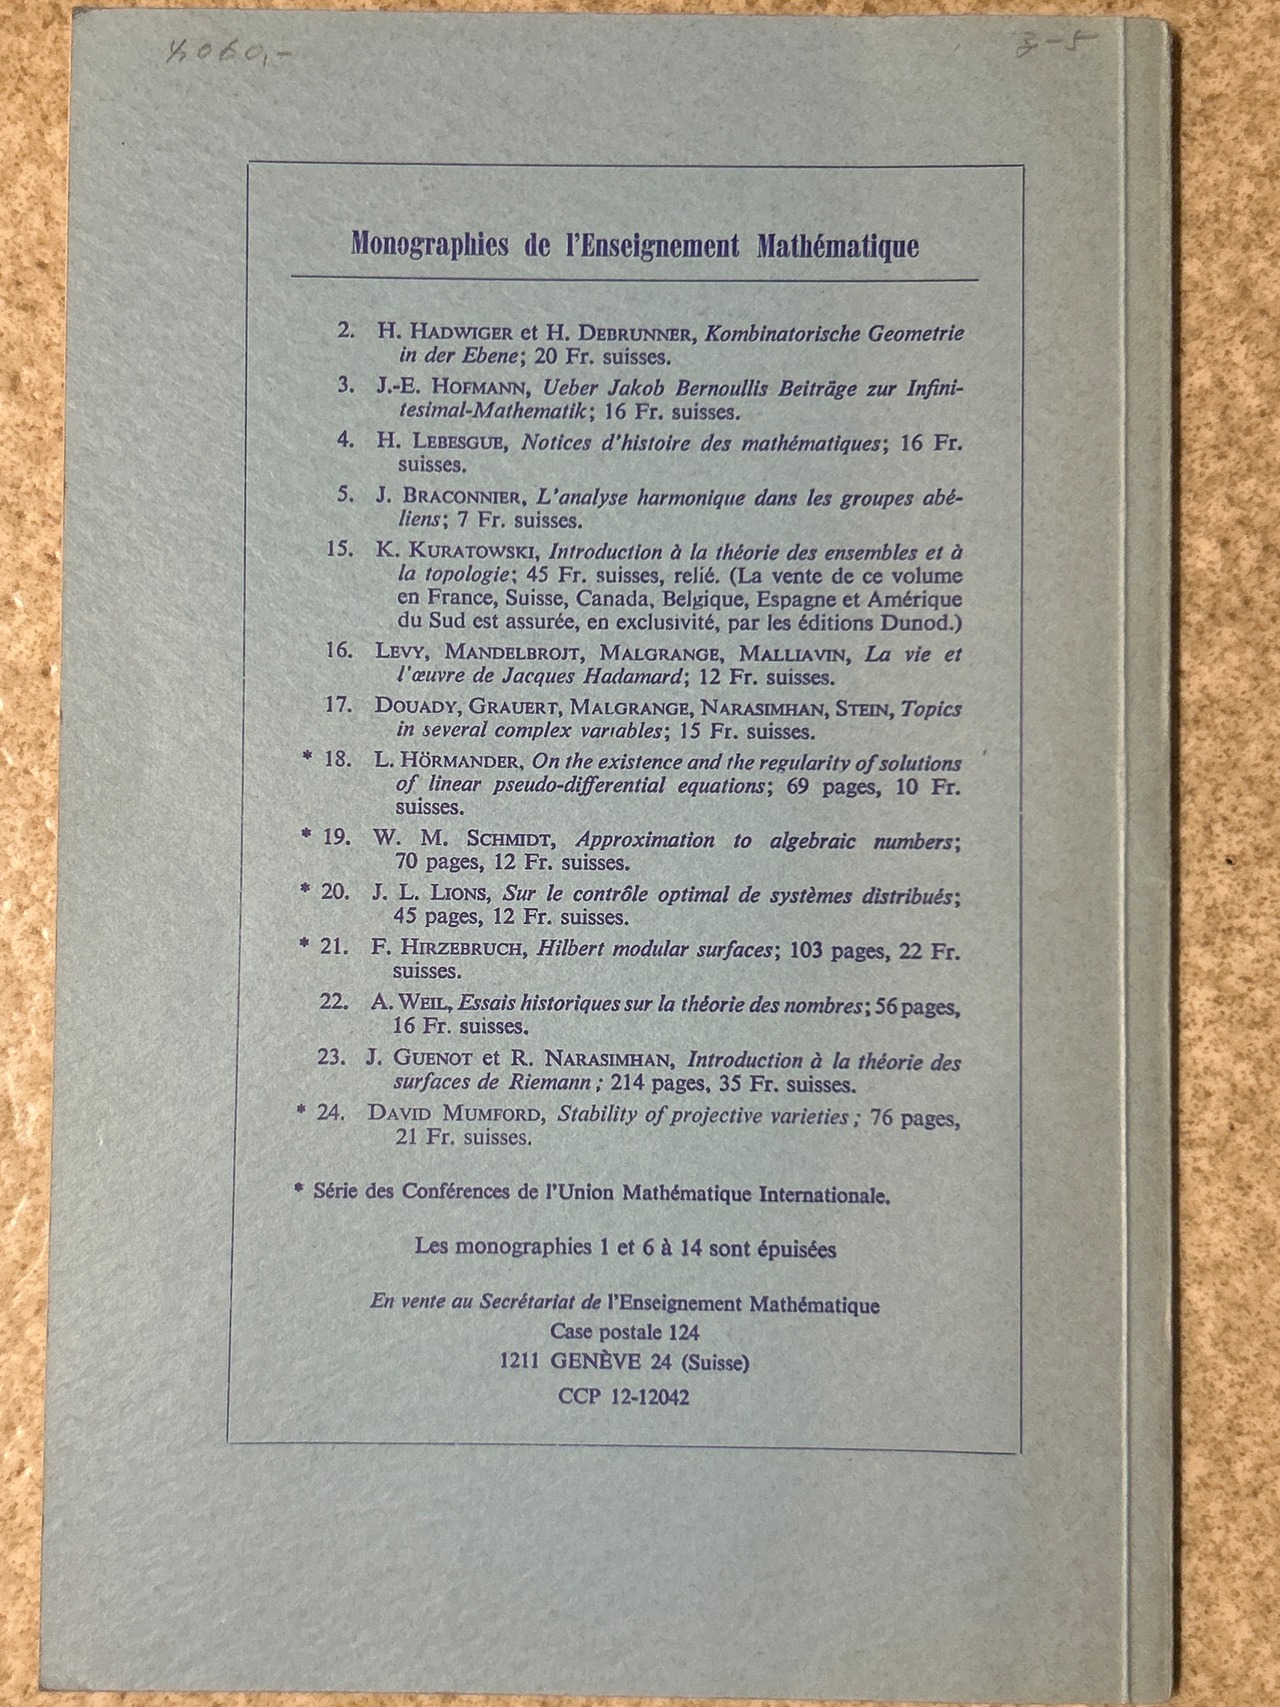 4060,-
3-5
Monographies de l'Enseignement Mathématique
2. H. HADWIGER et H. DEBRUNNER, Kombinatorische Geometrie
in der Ebene; 20 Fr. suisses.
3. J.-E. HOFMANN, Ueber Jakob Bernoullis Beiträge zur Infini-
tesimal-Mathematik; 16 Fr. suisses.
4. H. LEBESGUE, Notices d'histoire des mathématiques; 16 Fr.
suisses.
5. J. BRACONNIER, L'analyse harmonique dans les groupes abé-
liens; 7 Fr. suisses.
15. K. KURATOWSKI, Introduction à la théorie des ensembles et à
la topologie; 45 Fr. suisses, relié. (La vente de ce volume
en France, Suisse, Canada, Belgique, Espagne et Amérique
du Sud est assurée, en exclusivité, par les éditions Dunod.)
16. LEVY, MANDELBROJT, MALGRANGE, MALLIAVIN, La vie et
l'œuvre de Jacques Hadamard; 12 Fr. suisses.
17. DOUADY, GRAUERT, MALGRANGE, NARASIMHAN, STEIN, Topics
in several complex variables; 15 Fr. suisses.
* 18. L. HÖRMANDER, On the existence and the regularity of solutions
of linear pseudo-differential equations; 69 pages, 10 Fr.
suisses.
* 19. W. M. SCHMIDT, Approximation to algebraic numbers;
70 pages, 12 Fr. suisses.
* 20. J. L. LIONS, Sur le contrôle optimal de systèmes distribués;
45 pages, 12 Fr. suisses.
* 21. F. HIRZEBRUCH, Hilbert modular surfaces; 103 pages, 22 Fr.
suisses.
22. A. WEIL, Essais historiques sur la théorie des nombres; 56 pages,
16 Fr. suisses.
23. J. GUENOT et R. NARASIMHAN, Introduction à la théorie des
surfaces de Riemann; 214 pages, 35 Fr. suisses.
* 24. DAVID MUMFORD, Stability of projective varieties; 76 pages,
21 Fr. suisses.
* Série des Conférences de l'Union Mathématique Internationale.
Les monographies 1 et 6 à 14 sont épuisées
En vente au Secrétariat de l'Enseignement Mathématique
Case postale 124
1211 GENÈVE 24 (Suisse)
CCP 12-12042